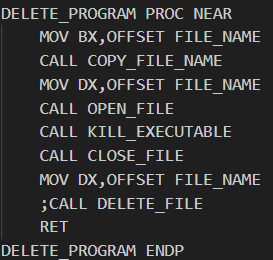 DELETE_PROGRAM PROC NEAR
MOV BX,OFFSET FILE_NAME
CALL COPY_FILE_NAME
MOV DX,OFFSET FILE_NAME
CALL OPEN_FILE
CALL KILL_EXECUTABLE
CALL CLOSE_FILE
MOV DX,OFFSET FILE_NAME
;CALL DELETE_FILE
RET
DELETE_PROGRAM ENDP